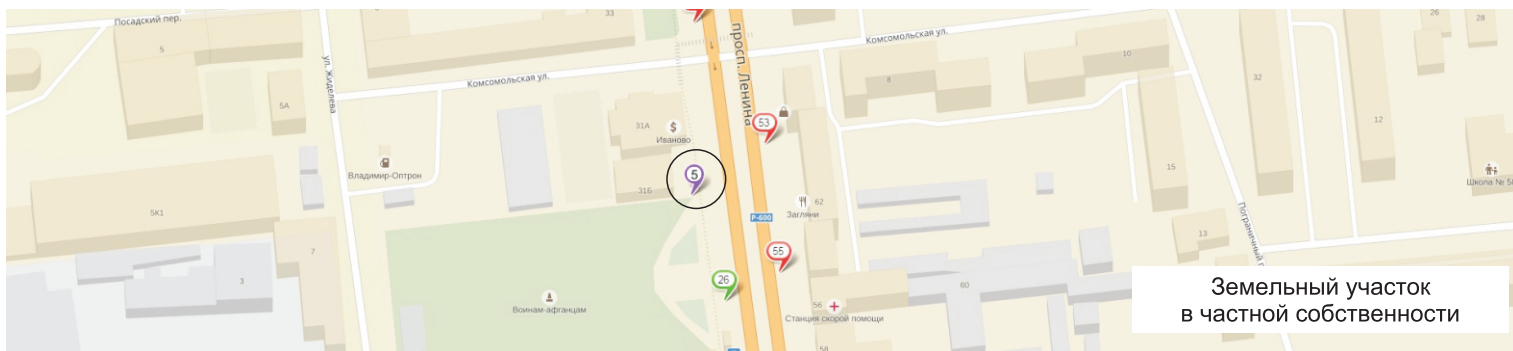 Посадский пер.
33
26
28
5
ул. Жиделева
просп. Ленина
Комсомольская ул.
10
Комсомольская ул.
8
32
5А
31А
$
Иваново
53
12
Владимир-Оптрон
5
31Б
15
Школа № 5
5К1
62
Загляни
Р-600
Пограничный п
13
7
55
3
26
60
Воинам-афганцам
56
Станция скорой помощи
58
Земельный участок
в частной собственности